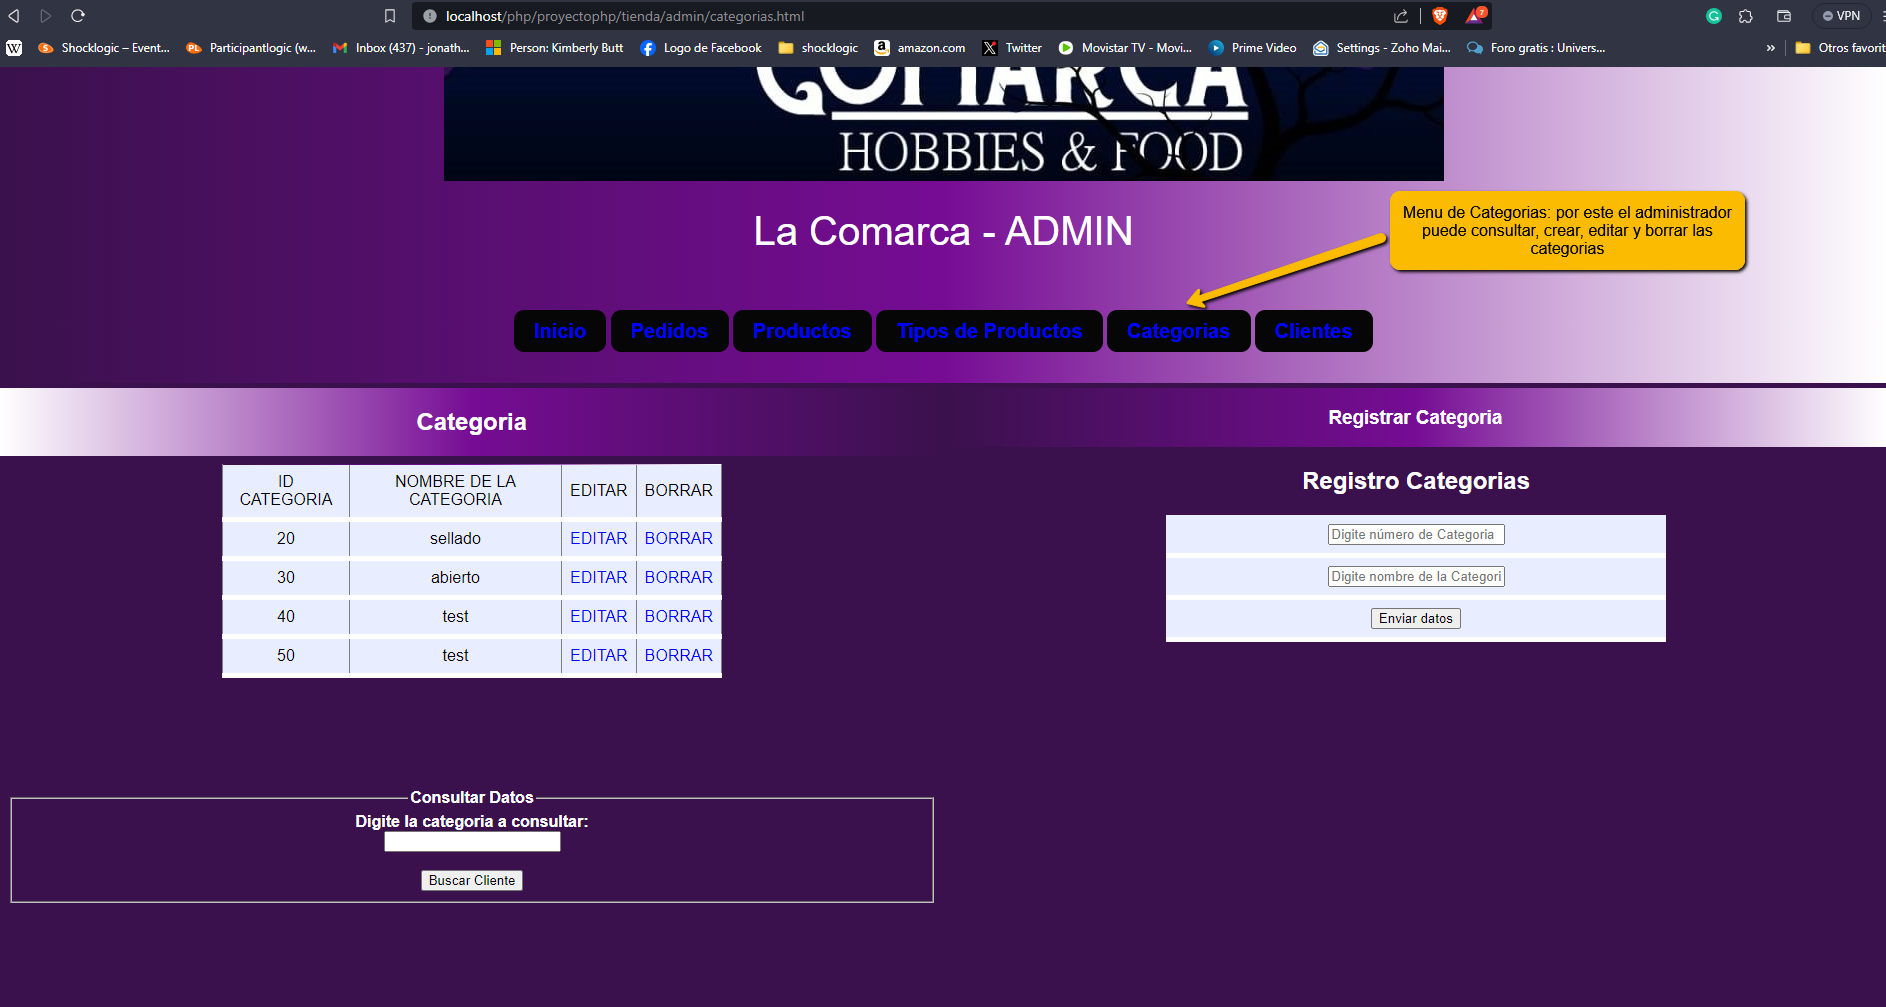 localhost/php/proyectophp/tienda/admin/categorias.html
7
VPN
W Shocklogic – Event... PL Participantlogic (w... Inbox (437) - jonath... Person: Kimberly Butt Logo de Facebook shocklogic amazon.com Twitter Movistar TV - Movi... Prime Video Settings - Zoho Mai... Foro gratis : Univers... » Otros favorit
COMARCA
HOBBIES & FOOD
La Comarca - ADMIN
Menu de Categorias: por este el administrador
puede consultar, crear, editar y borrar las
categorias
Inicio Pedidos Productos Tipos de Productos Categorias Clientes
Categoria
ID CATEGORIA NOMBRE DE LA CATEGORIA EDITAR BORRAR
20 sellado EDITAR BORRAR
30 abierto EDITAR BORRAR
40 test EDITAR BORRAR
50 test EDITAR BORRAR
Consultar Datos
Digite la categoria a consultar:
Buscar Cliente
Registrar Categoria
Registro Categorias
Digite número de Categoria
Digite nombre de la Categori
Enviar datos